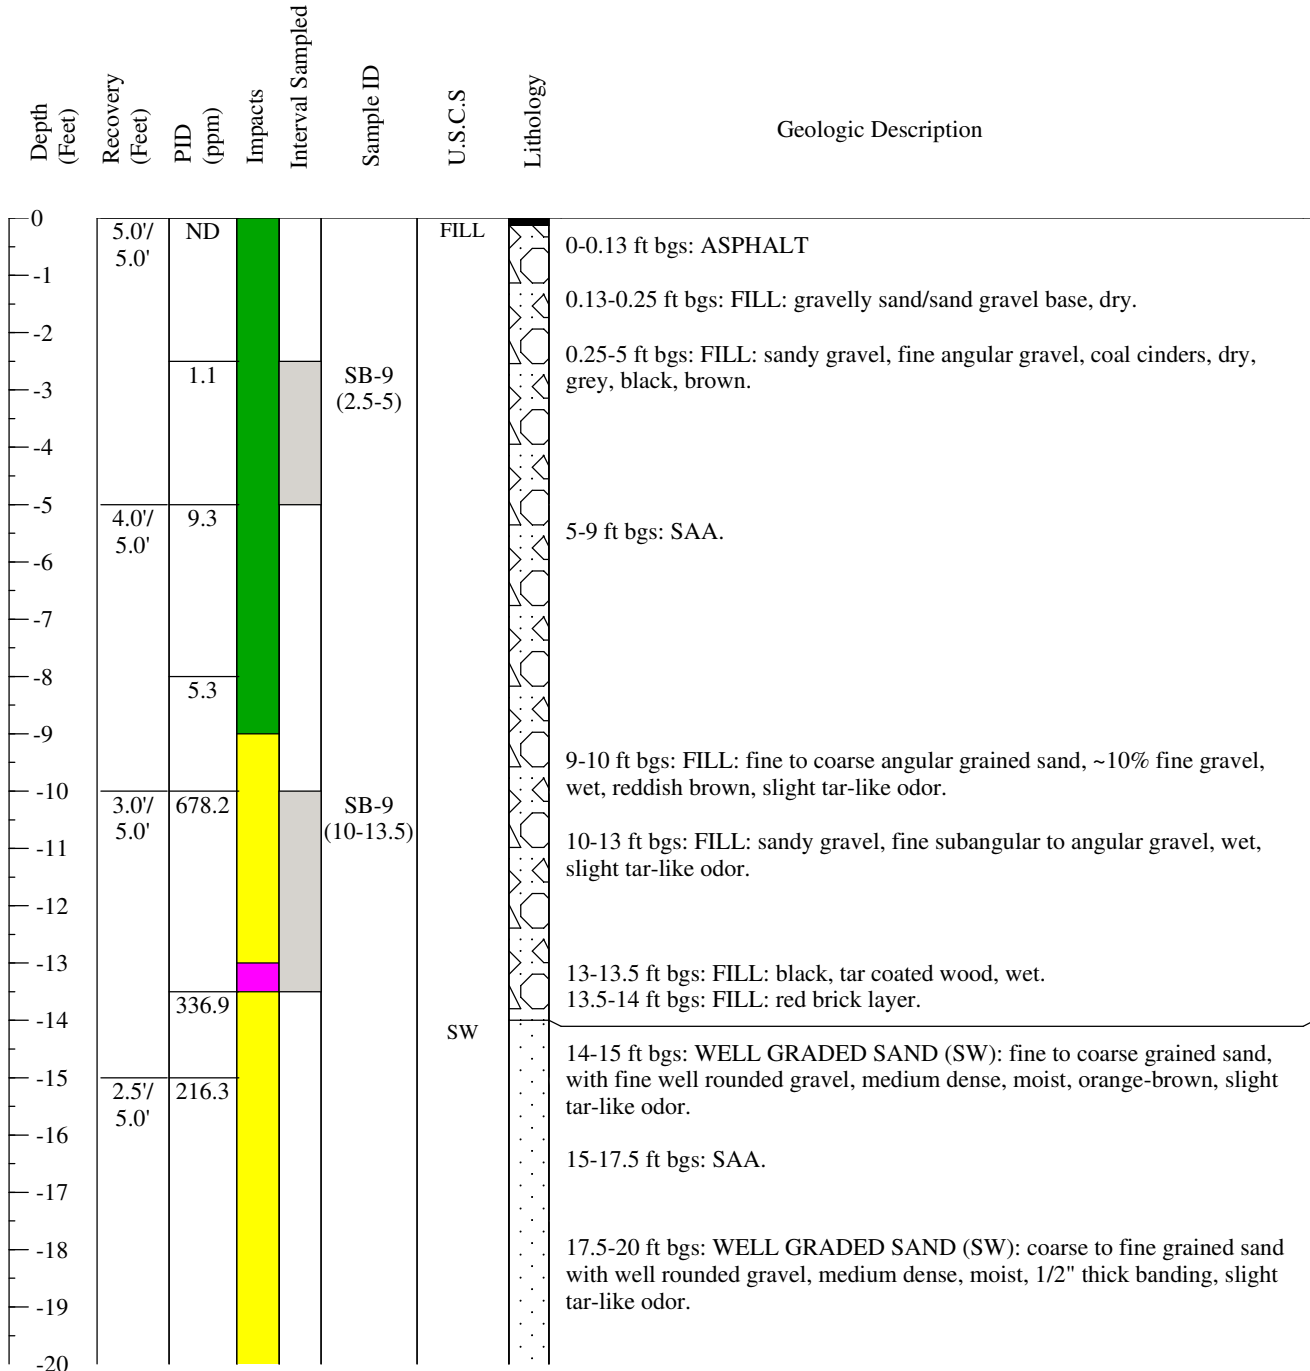 Depth
(Feet)
Recovery
(Feet)
PID
(ppm)
Impacts
Interval Sampled
Sample ID
U.S.C.S
Lithology
Geologic Description
0
5.0'/
5.0'
ND
FILL
0-0.13 ft bgs: ASPHALT
-1
0.13-0.25 ft bgs: FILL: gravelly sand/sand gravel base, dry.
-2
0.25-5 ft bgs: FILL: sandy gravel, fine angular gravel, coal cinders, dry,
grey, black, brown.
1.1
SB-9
(2.5-5)
-3
-4
-5
4.0'/
5.0'
9.3
5-9 ft bgs: SAA.
-6
-7
-8
5.3
-9
9-10 ft bgs: FILL: fine to coarse angular grained sand, ~10% fine gravel,
wet, reddish brown, slight tar-like odor.
-10
3.0'/
5.0'
678.2
SB-9
(10-13.5)
10-13 ft bgs: FILL: sandy gravel, fine subangular to angular gravel, wet,
slight tar-like odor.
-11
-12
-13
13-13.5 ft bgs: FILL: black, tar coated wood, wet.
13.5-14 ft bgs: FILL: red brick layer.
336.9
-14
SW
14-15 ft bgs: WELL GRADED SAND (SW): fine to coarse grained sand,
with fine well rounded gravel, medium dense, moist, orange-brown, slight
tar-like odor.
-15
2.5'/
5.0'
216.3
-16
15-17.5 ft bgs: SAA.
-17
-18
17.5-20 ft bgs: WELL GRADED SAND (SW): coarse to fine grained sand
with well rounded gravel, medium dense, moist, 1/2" thick banding, slight
tar-like odor.
-19
-20